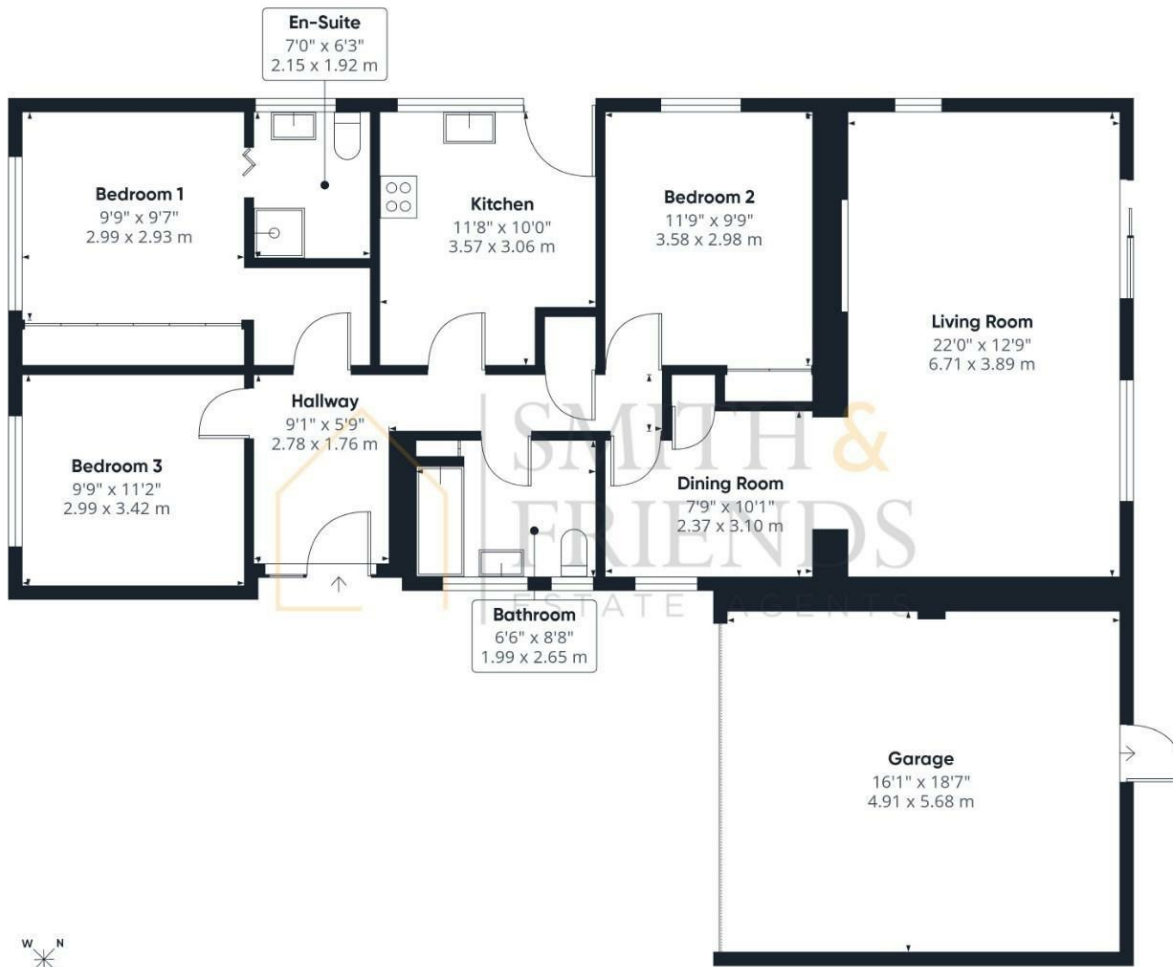 En-Suite
7'0" x 6'3"
2.15 x 1.92 m
Bedroom 1
9'9" x 9'7"
2.99 x 2.93 m
Kitchen
11'8" x 10'0"
3.57 x 3.06 m
Bedroom 2
11'9" x 9'9"
3.58 x 2.98 m
Living Room
22'0" x 12'9"
6.71 x 3.89 m
Hallway
9'1" x 5'9"
2.78 x 1.76 m
Bedroom 3
9'9" x 11'2"
2.99 x 3.42 m
Dining Room
7'9" x 10'1"
2.37 x 3.10 m
SMITH &
FRIENDS
ESTATE AGENTS
Bathroom
6'6" x 8'8"
1.99 x 2.65 m
Garage
16'1" x 18'7"
4.91 x 5.68 m
W N